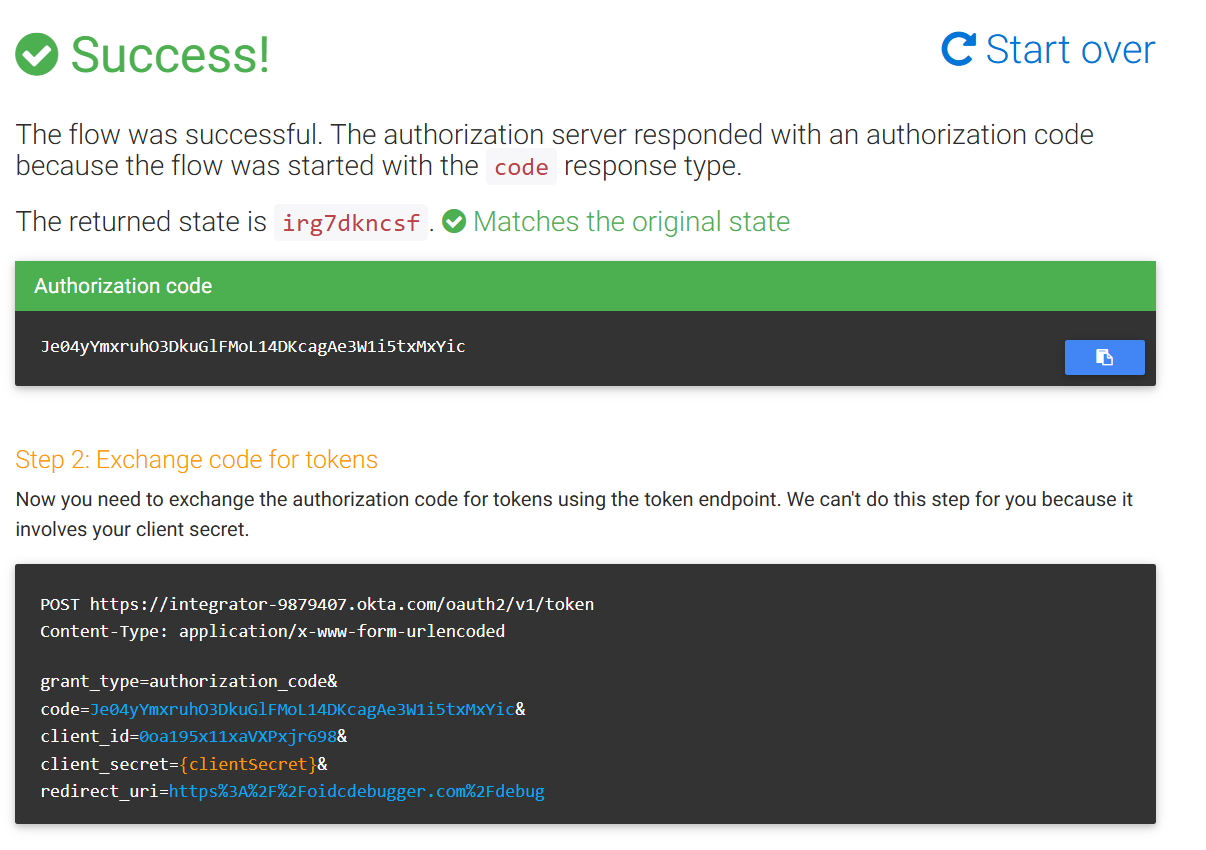 Success!
Start over
The flow was successful. The authorization server responded with an authorization code
because the flow was started with the code response type.
The returned state is irg7dkncsf. Matches the original state
Authorization code
Je04yYmxruhO3DkuGlFMoL14DKcagAe3W1i5txMxYic
Step 2: Exchange code for tokens
Now you need to exchange the authorization code for tokens using the token endpoint. We can't do this step for you because it
involves your client secret.
POST https://integrator-9879407.okta.com/oauth2/v1/token
Content-Type: application/x-www-form-urlencoded
grant_type=authorization_code&
code=Je04yYmxruhO3DkuGlFMoL14DKcagAe3W1i5txMxYic&
client_id=0oa195x11xaVXPxjr698&
client_secret={clientSecret}&
redirect_uri=https%3A%2F%2Foidcdebugger.com%2Fdebug